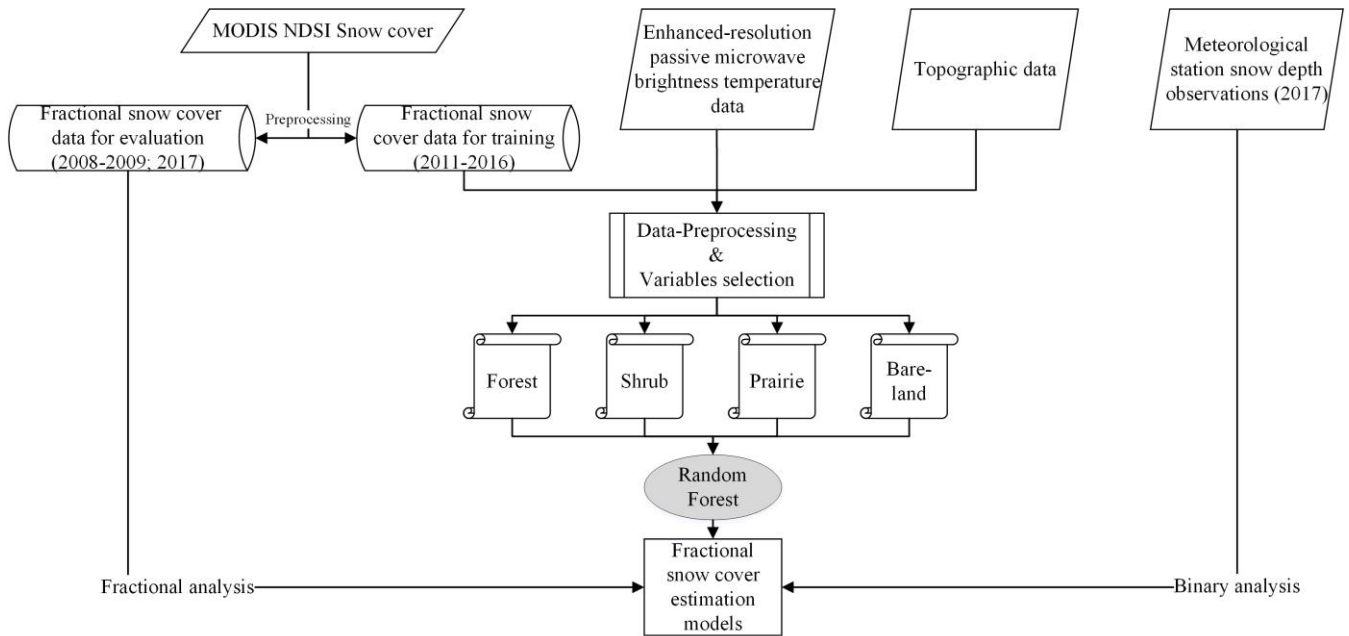 MODIS NDSI Snow cover
Enhanced-resolution
passive microwave
brightness temperature
data
Topographic data
Meteorological
station snow depth
observations (2017)
Fractional snow cover
data for evaluation
(2008-2009; 2017)
Preprocessing
Fractional snow
cover data for training
(2011-2016)
Data-Preprocessing
&
Variables selection
Forest
Shrub
Prairie
Bare-
land
Random
Forest
Fractional analysis
Fractional
snow cover
estimation
models
Binary analysis